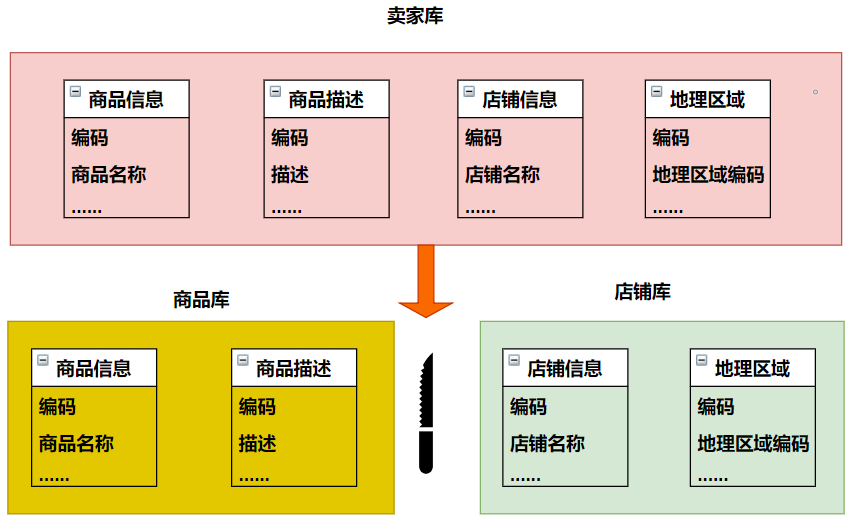 卖家库
商品信息
编码
商品名称
......
商品描述
编码
描述
......
店铺信息
编码
店铺名称
......
地理区域
编码
地理区域编码
......
商品库
商品信息
编码
商品名称
......
商品描述
编码
描述
......
店铺库
店铺信息
编码
店铺名称
......
地理区域
编码
地理区域编码
......